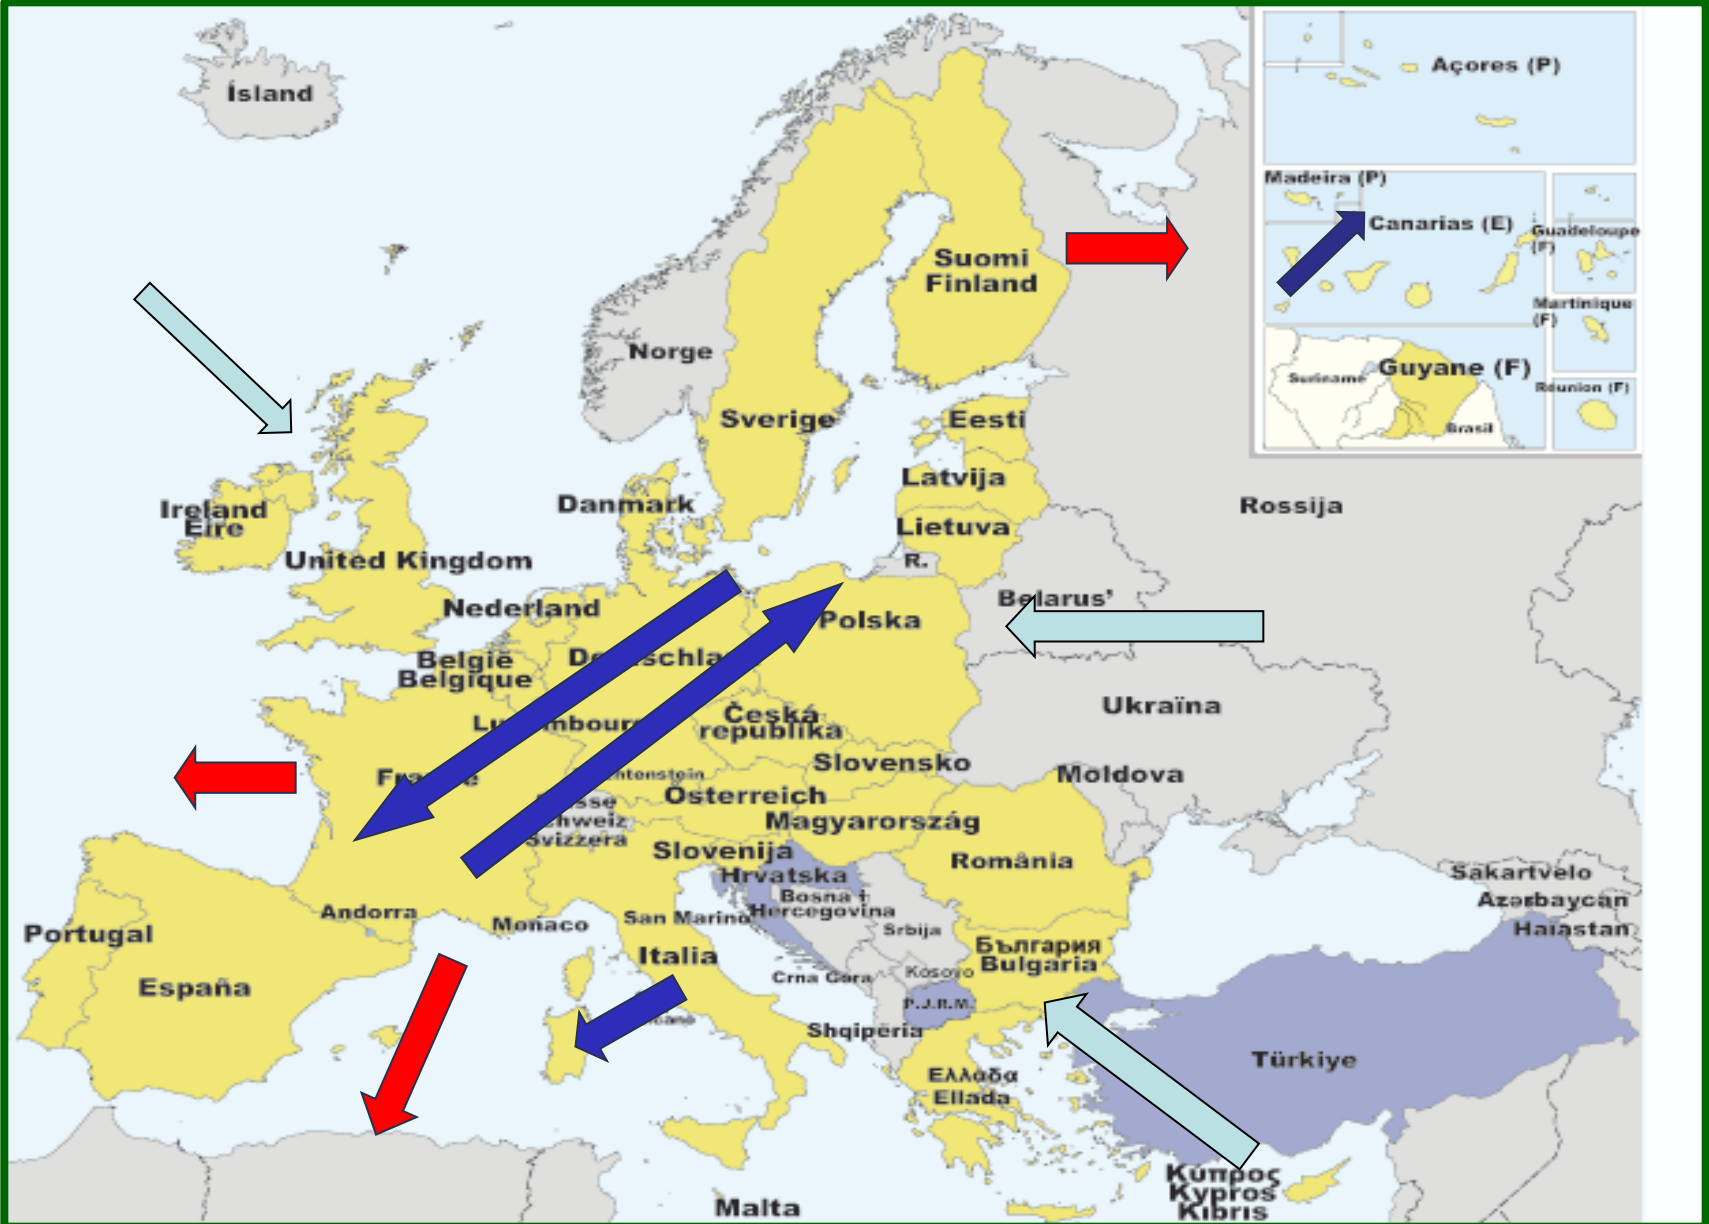 Ísland
Açores (P)
Madeira (P)
Canarias (E)
Guadeloupe
(F)
Martinique
(F)
Guyane (F)
Suriname
Brasil
Réunion (F)
Suomi
Finland
Norge
Sverige
Eesti
Latvija
Lietuva
R.
Danmark
Rossija
Ireland
Éire
United Kingdom
Nederland
Belarus'
Polska
België
Belgique
Ukraïna
Česká
republika
Slovensko
Moldova
Österreich
Magyarország
Svizzera
Slovenija
România
Hrvatska
Bosna i
Hercegovina
Sakartvelo
Azərbaycan
Haiastan
Andorra
Monaco
San Marino
Srbija
Portugal
España
Italia
България
Bulgaria
Crna Gora
Kosovo
P.J.R.M.
Shqipëria
Türkiye
Ελλάδα
Ellada
Κύπρος
Kypros
Kıbrıs
Malta